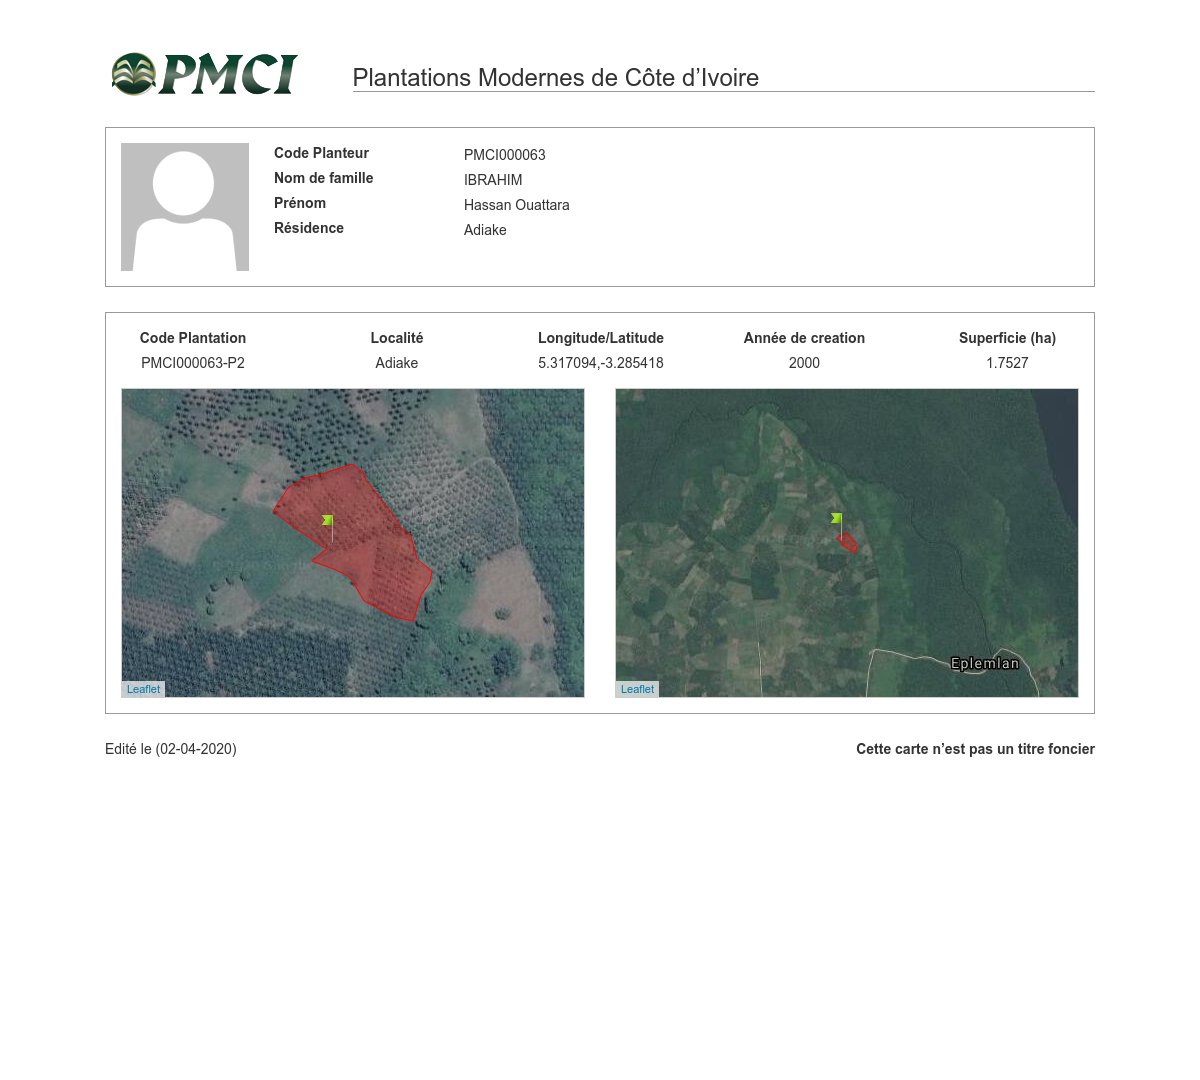 PMCI
Plantations Modernes de Côte d’Ivoire
Code Planteur PMCI000063
Nom de famille IBRAHIM
Prénom Hassan Ouattara
Résidence Adiake
Code Plantation Localité Longitude/Latitude Année de creation Superficie (ha)
PMCI000063-P2 Adiake 5.317094,-3.285418 2000 1.7527
Eplemlan
Leaflet Leaflet
Edité le (02-04-2020) Cette carte n’est pas un titre foncier